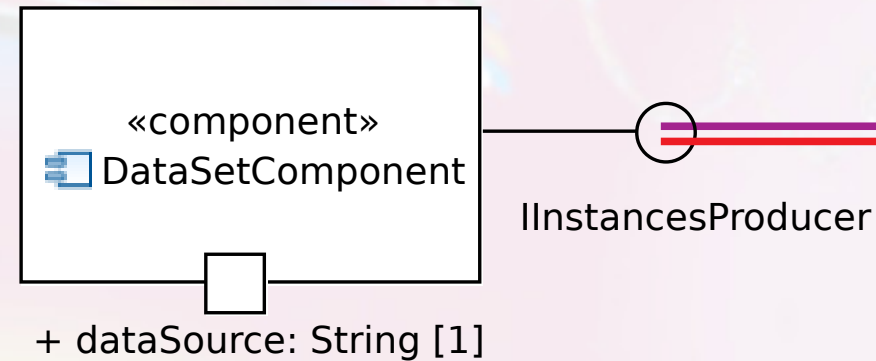 «component»
DataSetComponent
IInstancesProducer
+ dataSource: String [1]